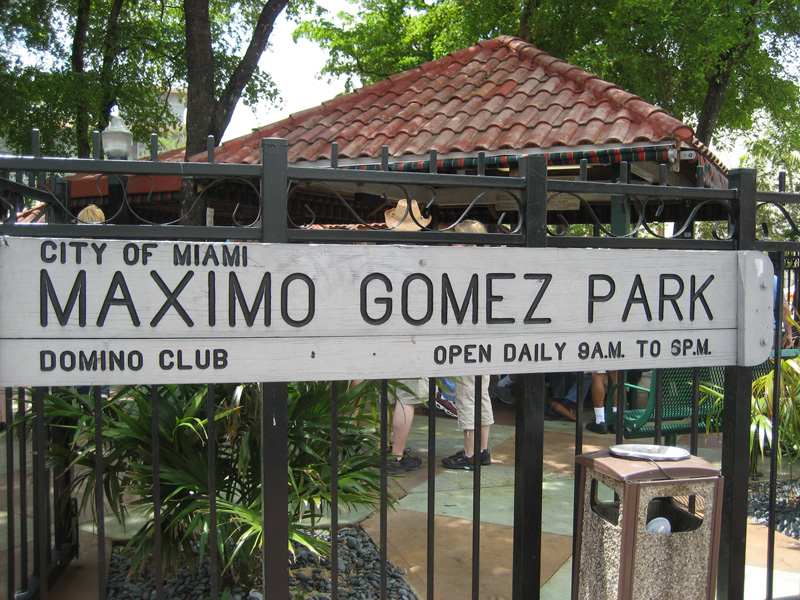 CITY OF MIAMI
MAXIMO GOMEZ PARK
DOMINO CLUB
OPEN DAILY 9A.M. TO 6P.M.